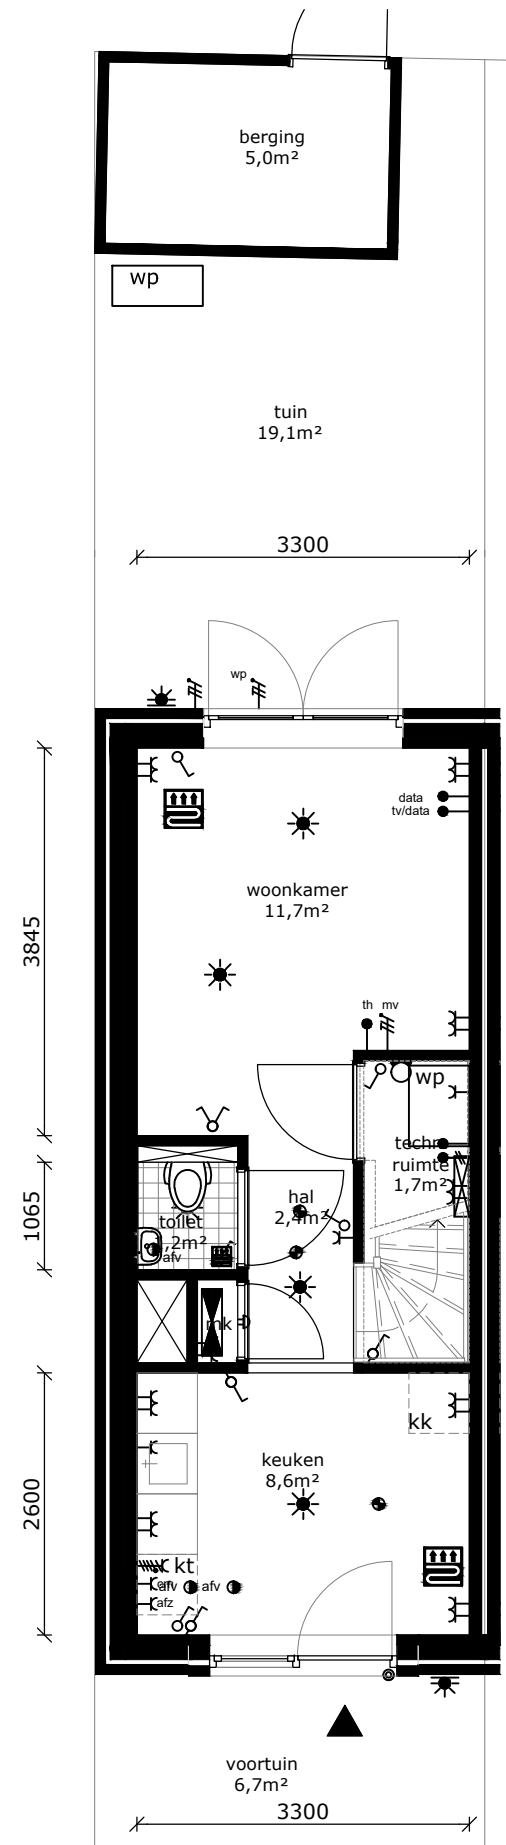 berging
5,0m²
wp
tuin
19,1m²
3300
wp
data
tv/data
woonkamer
11,7m²
3845
th mv
wp
techn.
ruimte
1,7m²
hal
2,4m²
1065
toilet
,2m²
afv
mk
kk
keuken
8,6m²
2600
kt
afv afv
afz
voortuin
6,7m²
3300